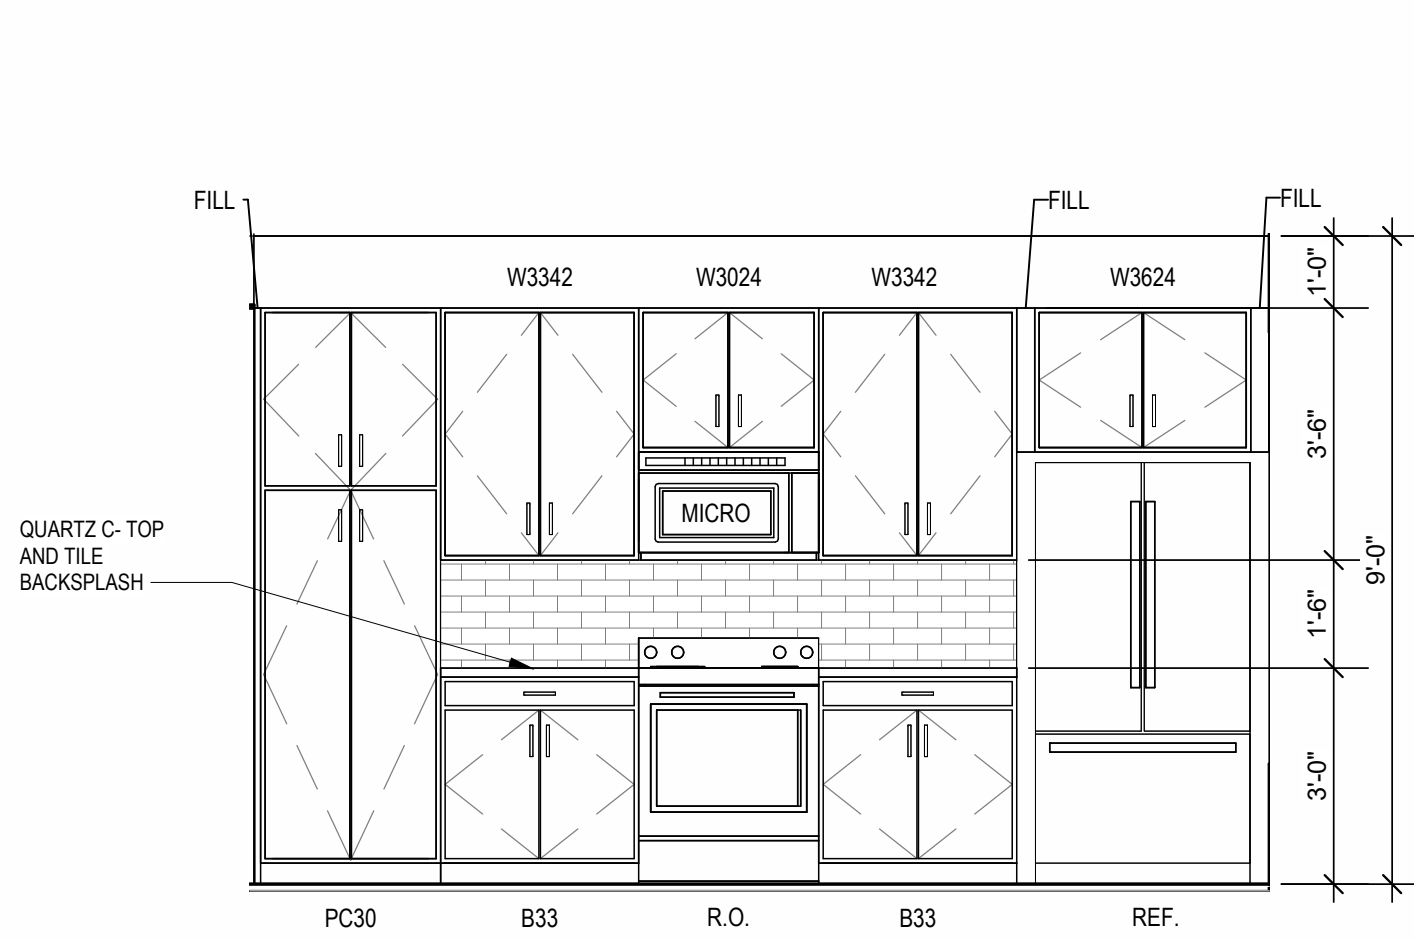 FILL
FILL
FILL
W3342
W3024
W3342
W3624
1'-0"
3'-6"
MICRO
QUARTZ C- TOP
AND TILE
BACKSPLASH
9'-0"
1'-6"
3'-0"
PC30
B33
R.O.
B33
REF.